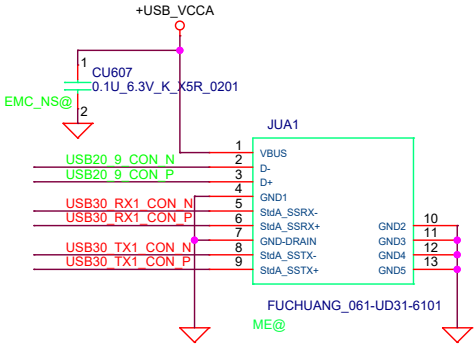 +USB_VCCA
1
CU607
0.1U_6.3V_K_X5R_0201
EMC_NS@
2
JUA1
1 VBUS
USB20_9_CON_N 2 D-
USB20_9_CON_P 3 D+
4 GND1
USB30_RX1_CON_N 5 StdA_SSRX-
USB30_RX1_CON_P 6 StdA_SSRX+ GND2 10
7 GND-DRAIN GND3 11
USB30_TX1_CON_N 8 StdA_SSTX- GND4 12
USB30_TX1_CON_P 9 StdA_SSTX+ GND5 13
FUCHUANG_061-UD31-6101
ME@